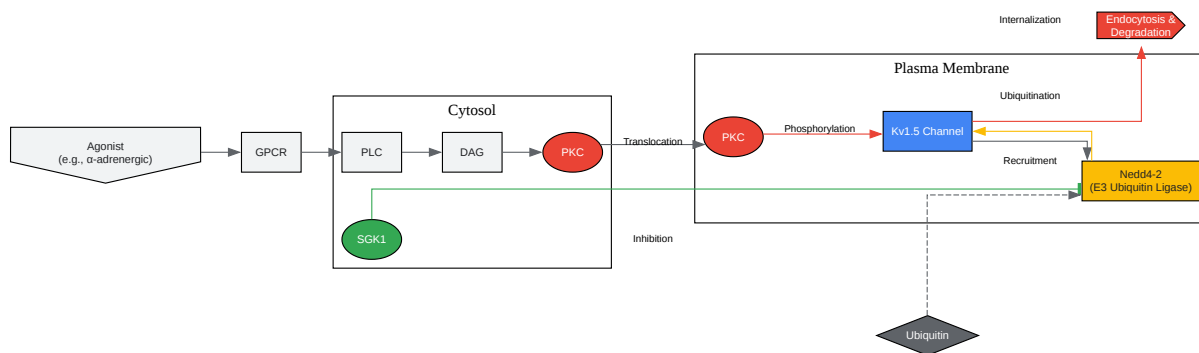 Internalization
Endocytosis &
Degradation
Plasma Membrane
Cytosol
Ubiquitination
Agonist
(e.g., α-adrenergic)
GPCR
PLC
DAG
PKC
Translocation
PKC
Phosphorylation
Kv1.5 Channel
Recruitment
Nedd4-2
(E3 Ubiquitin Ligase)
SGK1
Inhibition
Ubiquitin